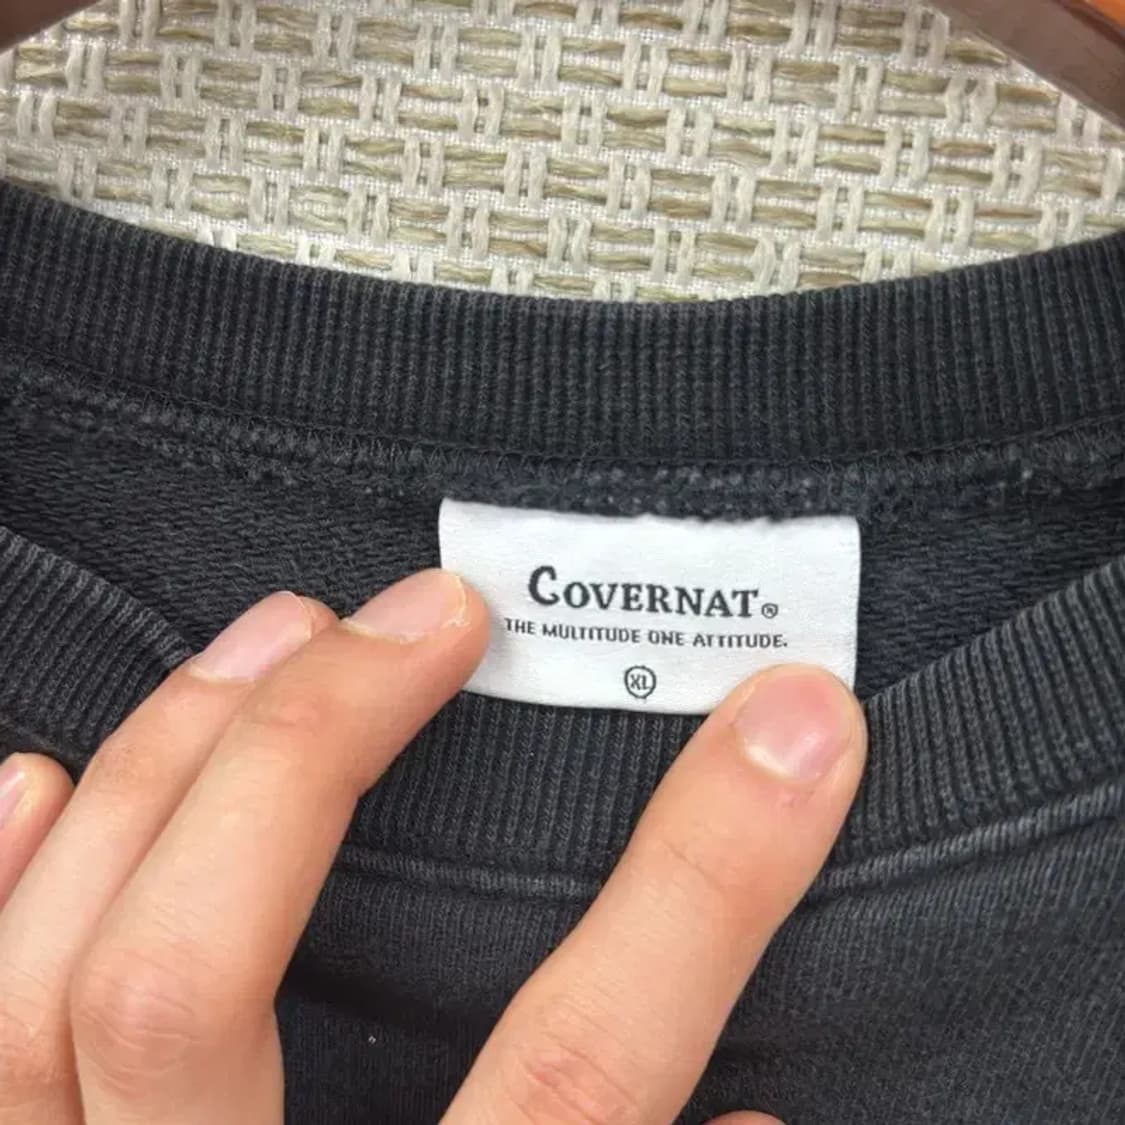 COVERNAT®
THE MULTITUDE ONE ATTITUDE.
XL